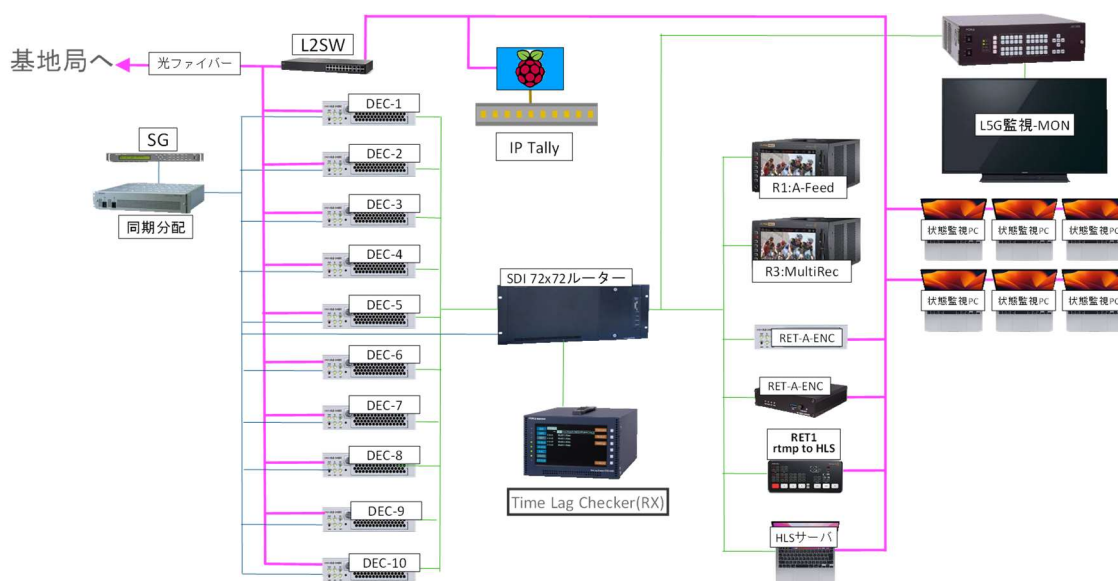 L2SW
基地局へ
光ファイバー
SG
同期分配
DEC-1
DEC-2
DEC-3
DEC-4
DEC-5
DEC-6
DEC-7
DEC-8
DEC-9
DEC-10
IP Tally
SDI 72x72ルーター
Time Lag Checker(RX)
R1:A-Feed
R3:MultiRec
RET-A-ENC
RET-A-ENC
RET1
rtmp to HLS
HLSサーバ
L5G監視-MON
状態監視PC
状態監視PC
状態監視PC
状態監視PC
状態監視PC
状態監視PC